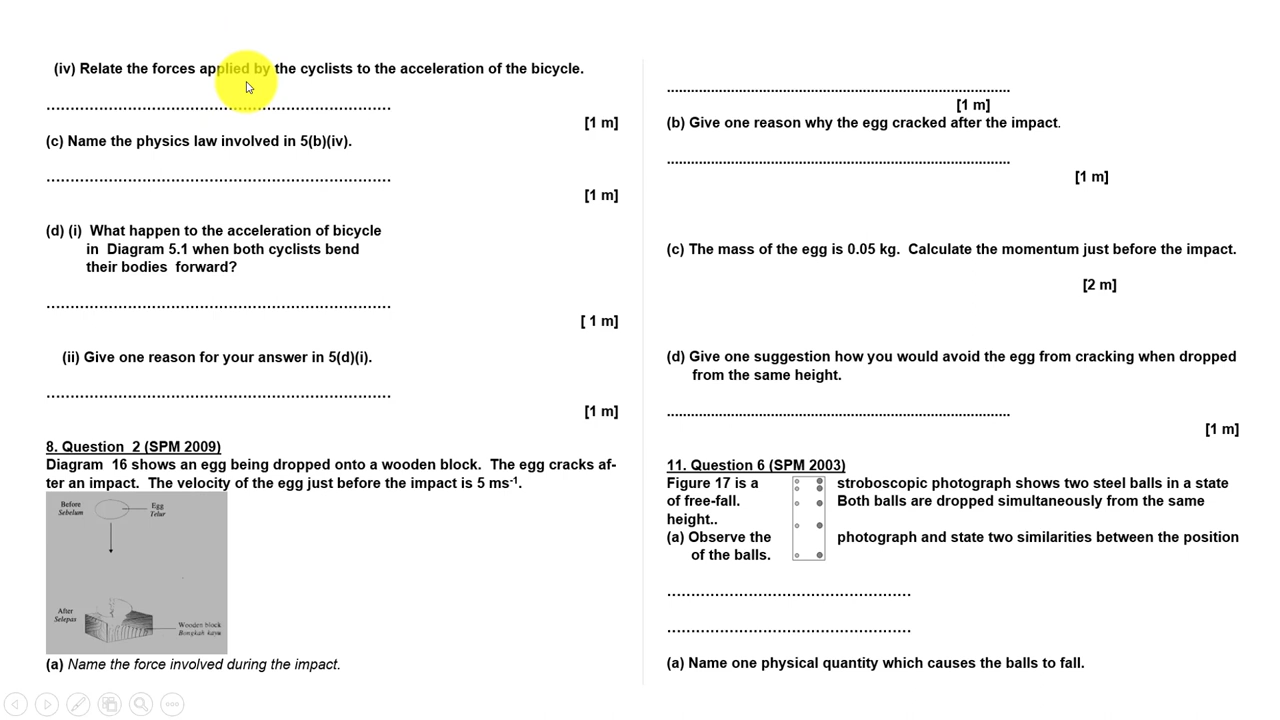 (iv) Relate the forces applied by the cyclists to the acceleration of the bicycle.
........................................................................
[1 m]
(c) Name the physics law involved in 5(b)(iv).
........................................................................
[1 m]
(d) (i) What happen to the acceleration of bicycle
in Diagram 5.1 when both cyclists bend
their bodies forward?
........................................................................
[ 1 m]
(ii) Give one reason for your answer in 5(d)(i).
........................................................................
[1 m]
8. Question 2 (SPM 2009)
Diagram 16 shows an egg being dropped onto a wooden block. The egg cracks af-
ter an impact. The velocity of the egg just before the impact is 5 ms-1.
Before
Sebelum
Egg
Telur
After
Selepas
Wooden block
Bongkah kayu
(a) Name the force involved during the impact.
.....................................................................................
[1 m]
(b) Give one reason why the egg cracked after the impact.
.....................................................................................
[1 m]
(c) The mass of the egg is 0.05 kg. Calculate the momentum just before the impact.
[2 m]
(d) Give one suggestion how you would avoid the egg from cracking when dropped
from the same height.
.....................................................................................
[1 m]
11. Question 6 (SPM 2003)
Figure 17 is a stroboscopic photograph shows two steel balls in a state
of free-fall. Both balls are dropped simultaneously from the same
height..
(a) Observe the photograph and state two similarities between the position
of the balls.
...................................................
...................................................
(a) Name one physical quantity which causes the balls to fall.